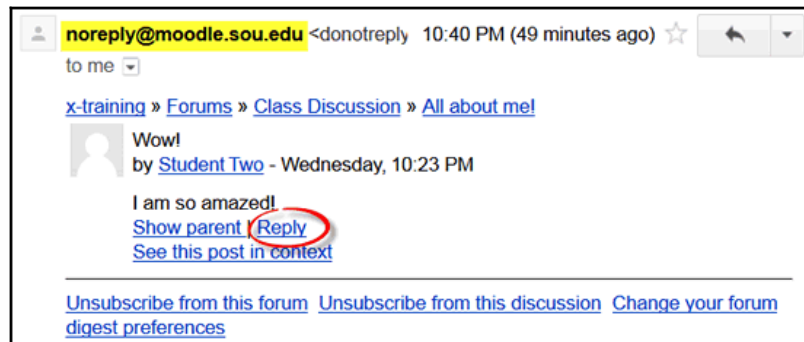 noreply@moodle.sou.edu <donotreply 10:40 PM (49 minutes ago)
to me
x-training » Forums » Class Discussion » All about me!
Wow!
by Student Two - Wednesday, 10:23 PM
I am so amazed!
Show parent | Reply
See this post in context
Unsubscribe from this forum Unsubscribe from this discussion Change your forum
digest preferences